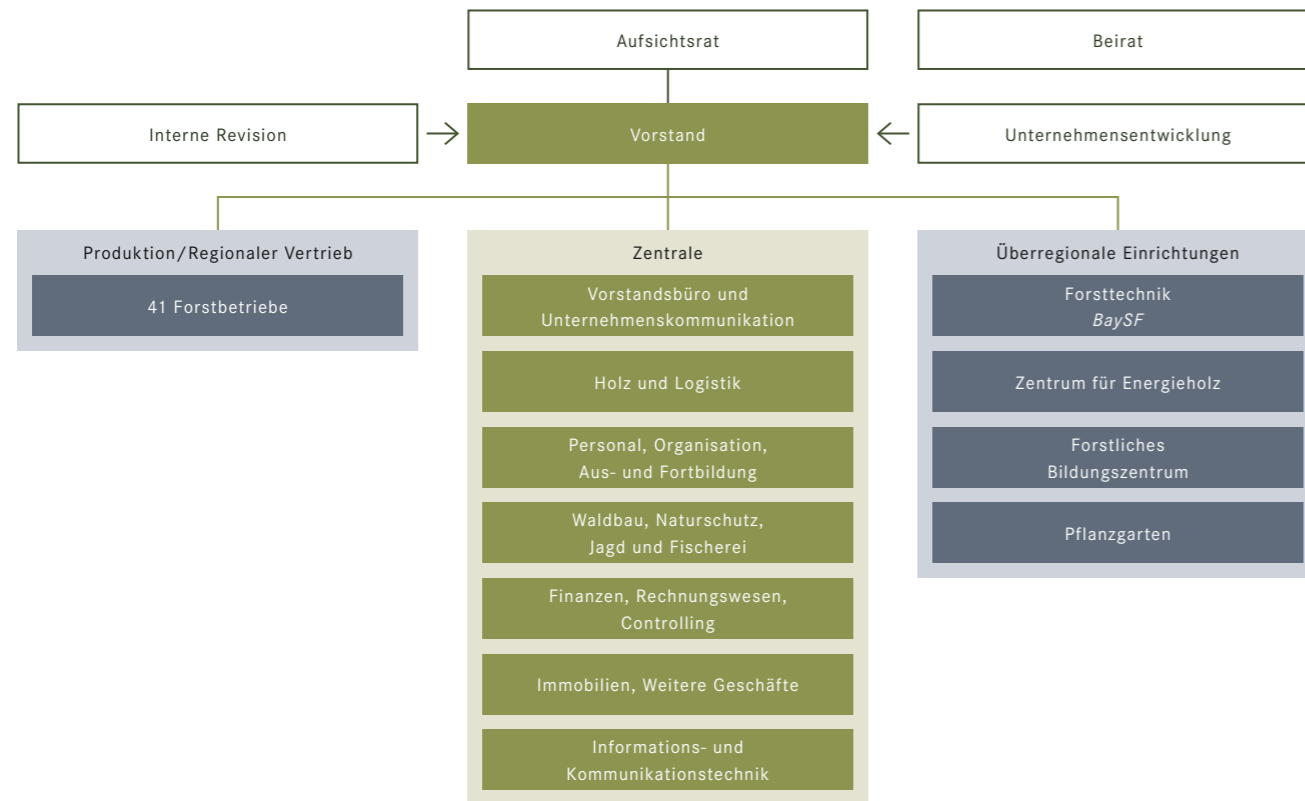 Aufsichtsrat
Beirat
Interne Revision
Vorstand
Unternehmensentwicklung
Produktion/Regionaler Vertrieb
41 Forstbetriebe
Zentrale
Vorstandsbüro und
Unternehmenskommunikation
Holz und Logistik
Personal, Organisation,
Aus- und Fortbildung
Waldbau, Naturschutz,
Jagd und Fischerei
Finanzen, Rechnungswesen,
Controlling
Immobilien, Weitere Geschäfte
Informations- und
Kommunikationstechnik
Überregionale Einrichtungen
Forsttechnik
BaySF
Zentrum für Energieholz
Forstliches
Bildungszentrum
Pflanzgarten